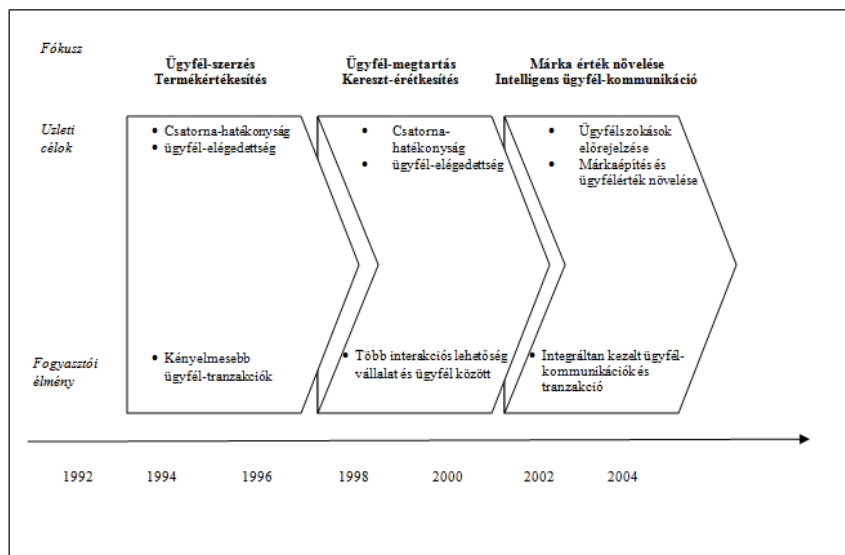 Fókusz
Ügyfél-szerzés
Termékértékesítés
Ügyfél-megtartás
Kereszt-érétkesítés
Márka érték növelése
Intelligens ügyfél-kommunikáció
Uzleti
célok
• Csatorna-hatékonyság
• ügyfél-elégedettség
• Csatorna-
hatékonyság
• ügyfél-elégedettség
• Ügyfélszokások
előrejelzése
• Márkaépítés és
ügyfélérték növelése
Fogyasztói
élmény
• Kényelmesebb
ügyfél-tranzakciók
• Több interakciós lehetőség
vállalat és ügyfél között
• Integráltan kezelt ügyfél-
kommunikációk és
tranzakció
1992 1994 1996 1998 2000 2002 2004